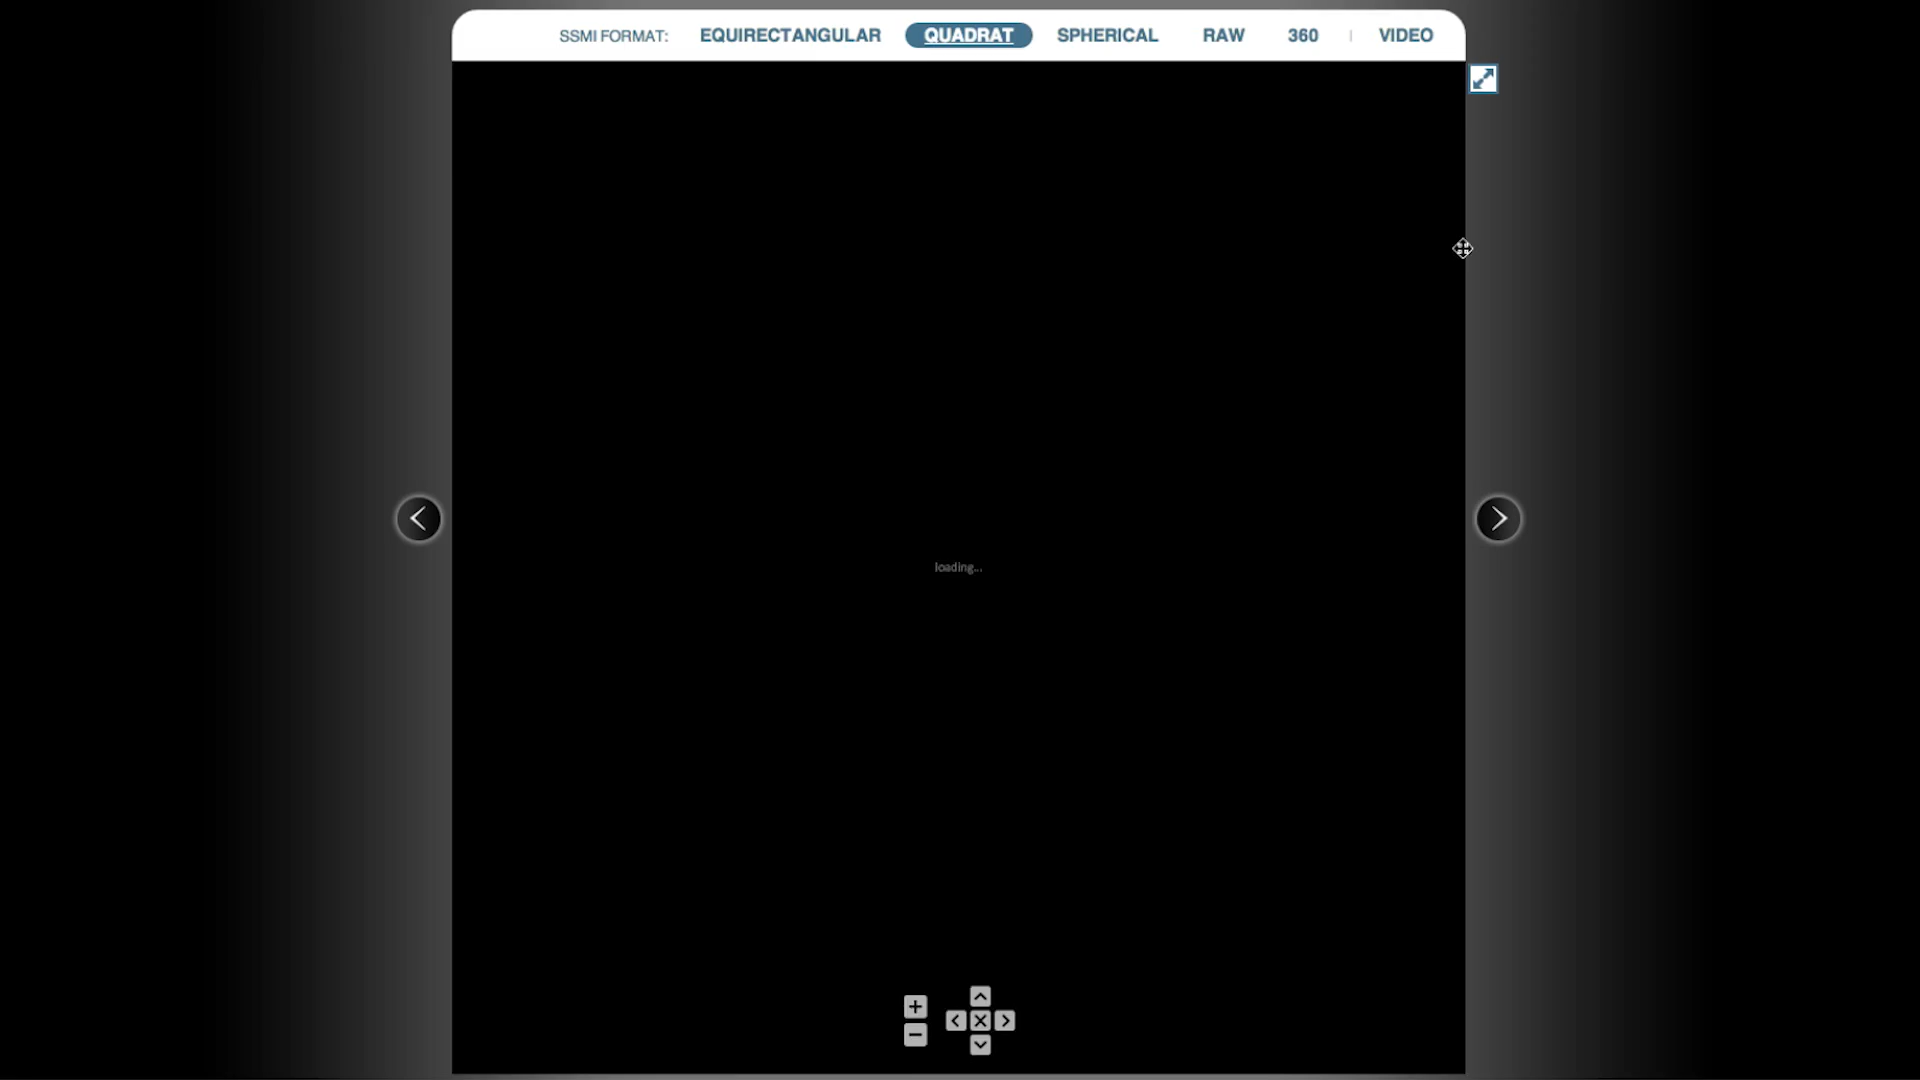 SSMI FORMAT: EQUIRECTANGULAR QUADRAT SPHERICAL RAW 360 | VIDEO
loading...